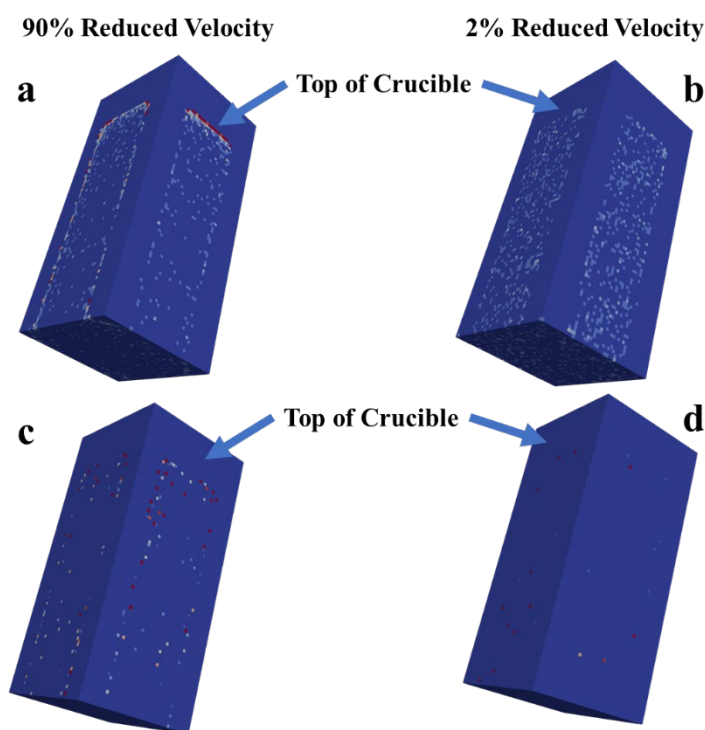 90% Reduced Velocity
2% Reduced Velocity
a
Top of Crucible
b
c
Top of Crucible
d